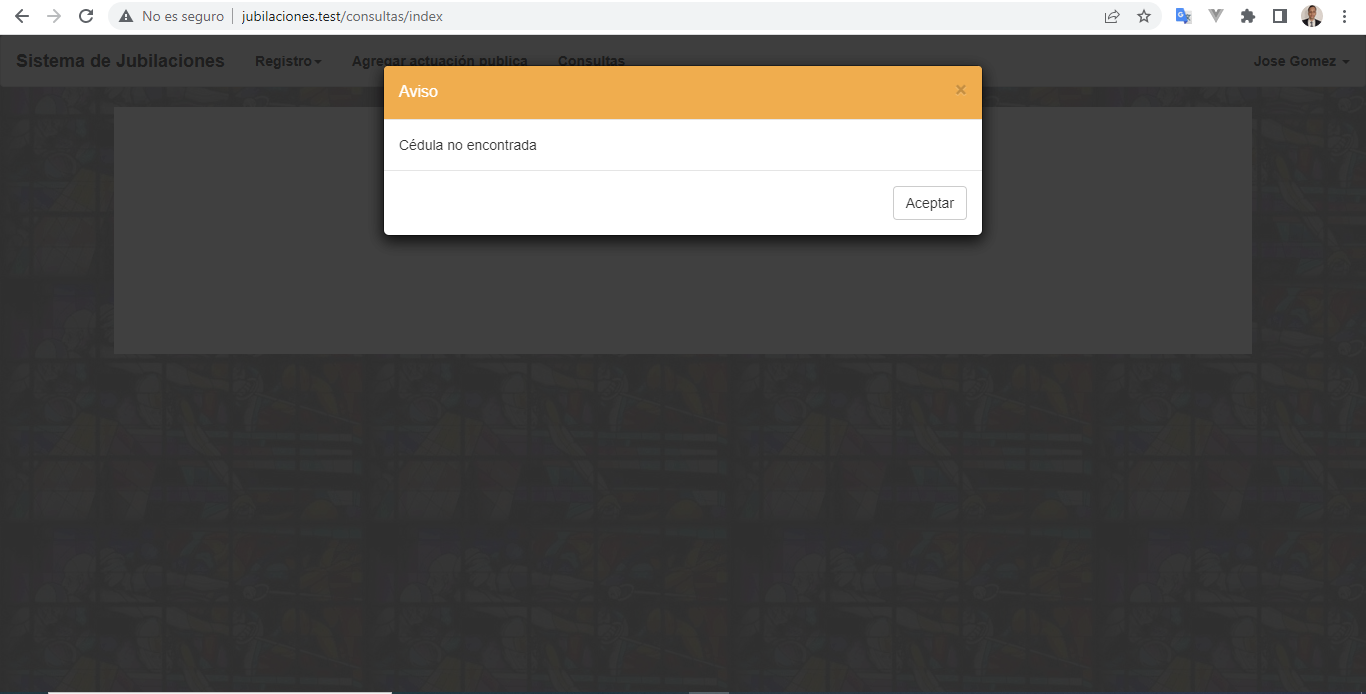 No es seguro jubilaciones.test/consultas/index
Sistema de Jubilaciones Registro Agregar actuación publica Consultas Jose Gomez
Aviso ×
Cédula no encontrada
Aceptar